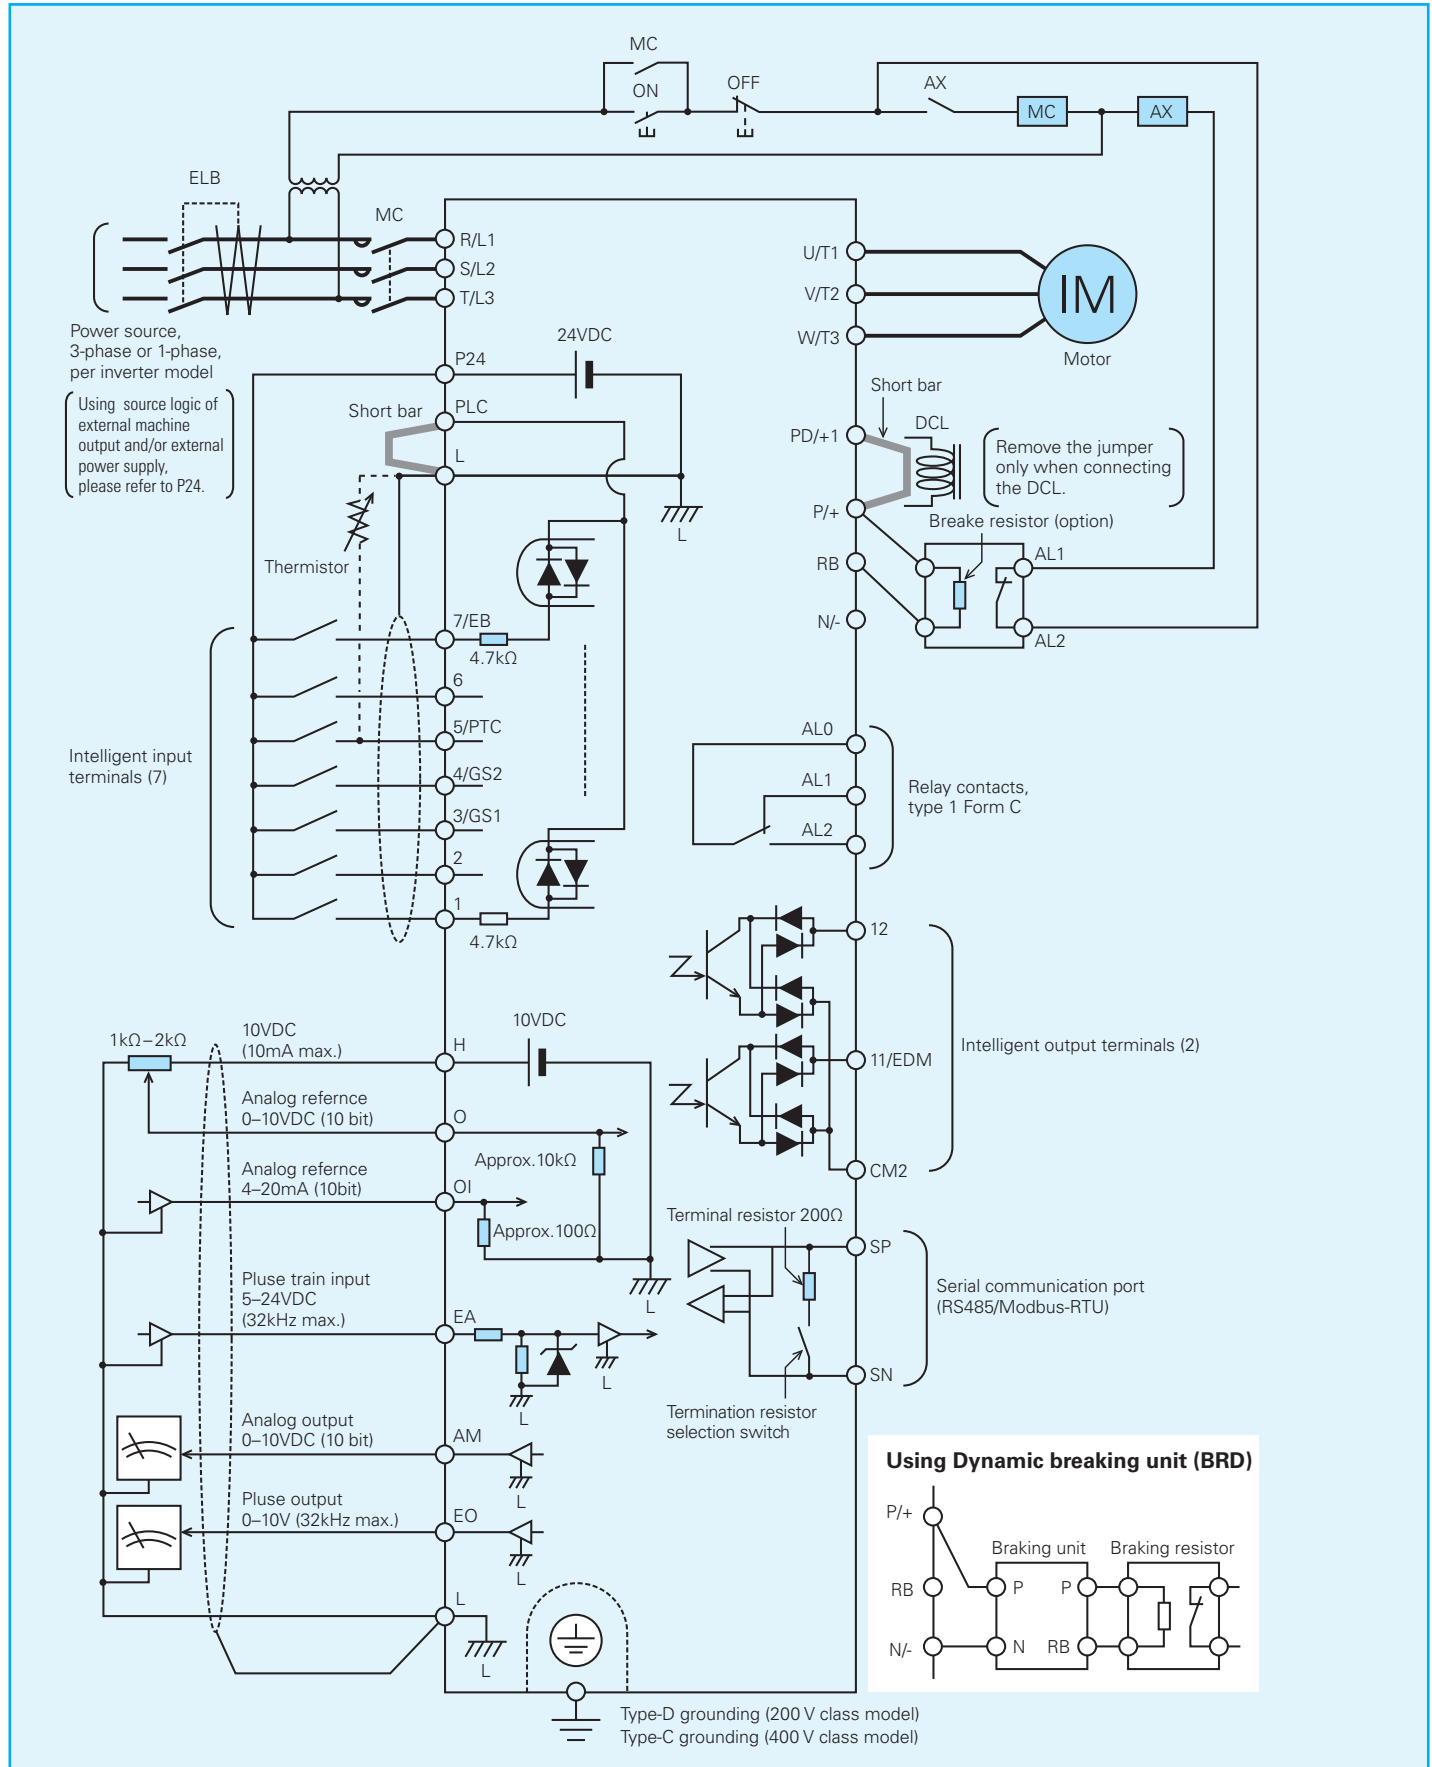 MC
ON
OFF
AX
MC
AX
ELB
MC
R/L1
S/L2
T/L3
Power source,
3-phase or 1-phase,
per inverter model
Using source logic of
external machine
output and/or external
power supply,
please refer to P24.
P24
24VDC
Short bar
PLC
L
L
Thermistor
7/EB
4.7kΩ
6
5/PTC
4/GS2
3/GS1
2
1
4.7kΩ
Intelligent input
terminals (7)
U/T1
V/T2
W/T3
IM
Motor
Short bar
PD/+1
DCL
Remove the jumper
only when connecting
the DCL.
P/+
Breake resistor (option)
RB
AL1
N/-
AL2
AL0
AL1
AL2
Relay contacts,
type 1 Form C
12
11/EDM
Intelligent output terminals (2)
CM2
1kΩ–2kΩ
10VDC
(10mA max.)
H
10VDC
Analog refernce
0–10VDC (10 bit)
O
Approx.10kΩ
Analog refernce
4–20mA (10bit)
OI
Approx.100Ω
L
Pluse train input
5–24VDC
(32kHz max.)
EA
L
L
Analog output
0–10VDC (10 bit)
AM
L
Pluse output
0–10V (32kHz max.)
EO
L
L
L
Terminal resistor 200Ω
SP
Serial communication port
(RS485/Modbus-RTU)
SN
Termination resistor
selection switch
Using Dynamic breaking unit (BRD)
P/+
Braking unit
Braking resistor
RB
P
P
N/-
N
RB
Type-D grounding (200 V class model)
Type-C grounding (400 V class model)